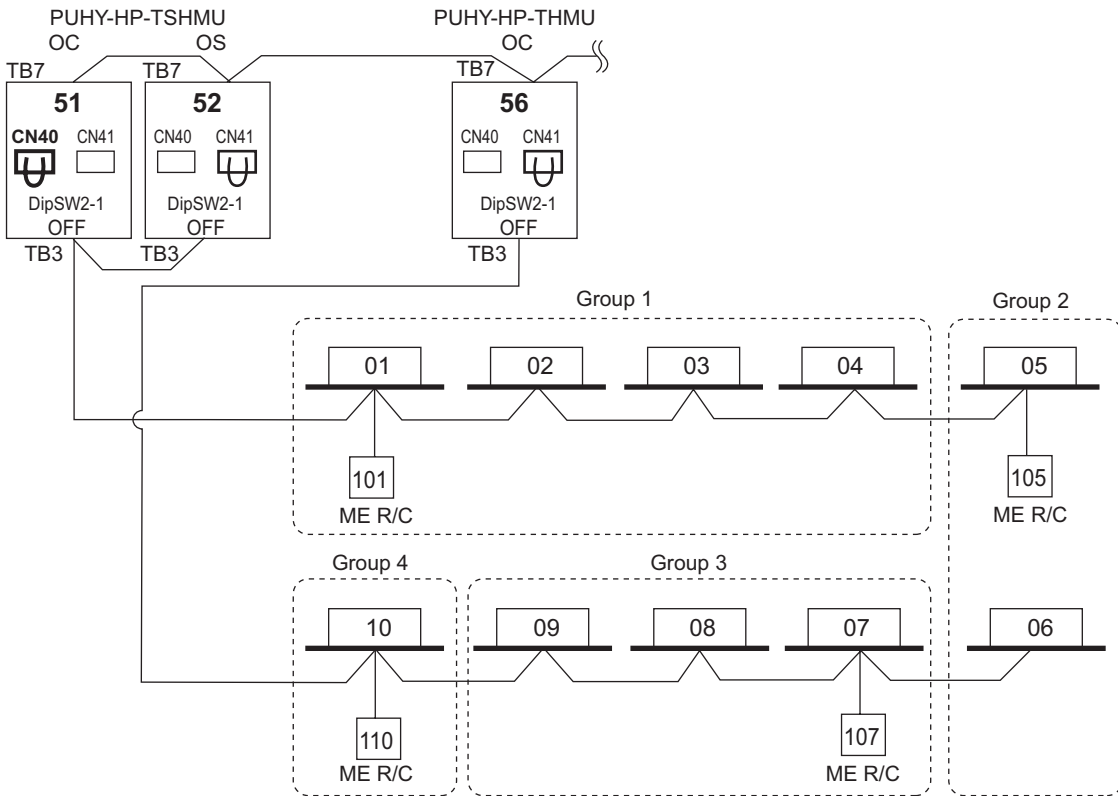 PUHY-HP-TSHMU
OC OS
PUHY-HP-THMU
OC
TB7 TB7 TB7
51 52 56
CN40 CN41 CN40 CN41 CN40 CN41
DipSW2-1 DipSW2-1 DipSW2-1
OFF OFF OFF
TB3 TB3 TB3
Group 1 Group 2
01 02 03 04 05
101 105
ME R/C ME R/C
Group 4 Group 3
10 09 08 07 06
110 107
ME R/C ME R/C